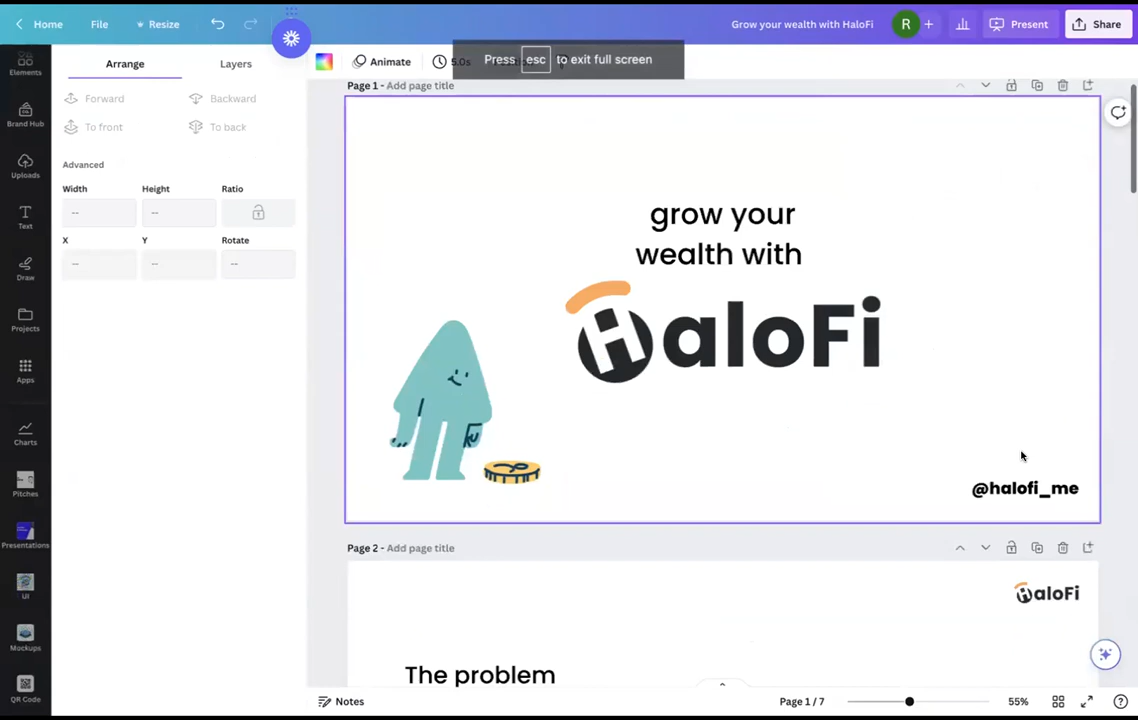 Home
File
Resize
Grow your wealth with HaloFi
R
Present
Share
Elements
Brand Hub
Uploads
Text
Draw
Projects
Apps
Charts
Pitches
Presentations
UI
Mockups
QR Code
Arrange
Layers
Forward
Backward
To front
To back
Advanced
Width
Height
Ratio
--
--
X
Y
Rotate
--
--
--
Animate
5.0s
Press esc to exit full screen
Page 1 - Add page title
grow your
wealth with
HaloFi
@halofi_me
Page 2 - Add page title
HaloFi
The problem
Notes
Page 1 / 7
55%